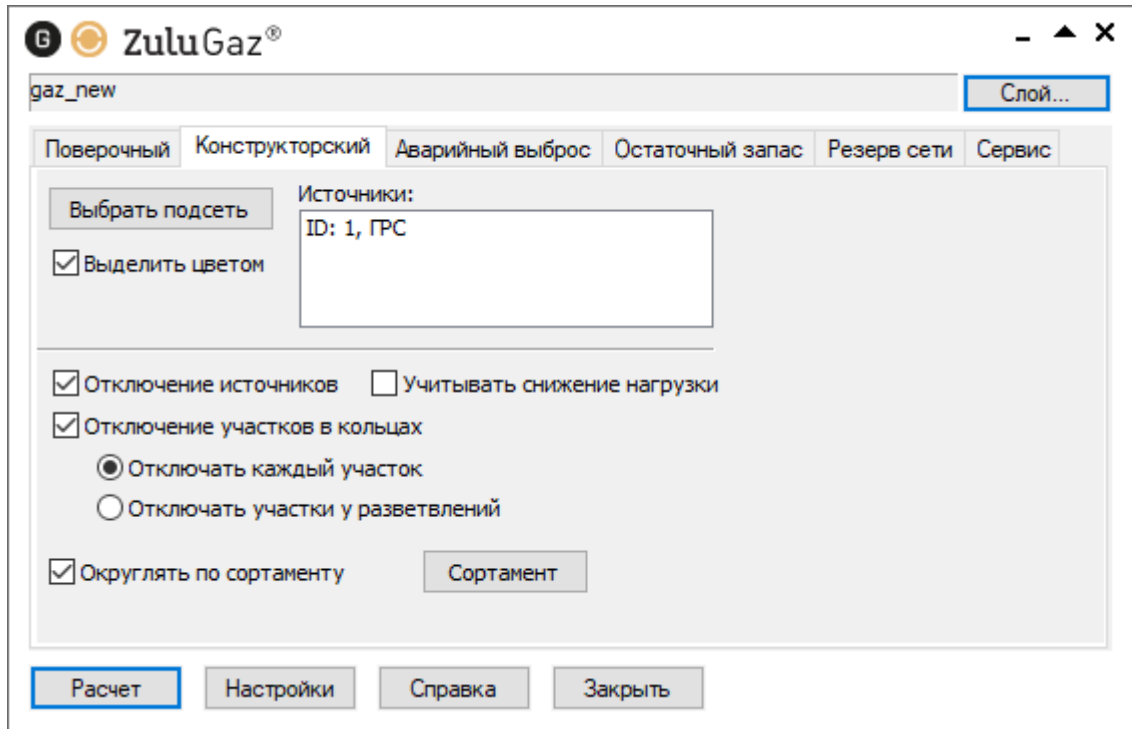 G ZuluGaz®
gaz_new
Слой...
Поверочный Конструкторский Аварийный выброс Остаточный запас Резерв сети Сервис
Выбрать подсеть
Источники:
ID: 1, ГРС
Выделить цветом
Отключение источников Учитывать снижение нагрузки
Отключение участков в кольцах
Отключать каждый участок
Отключать участки у разветвлений
Округлять по сортаменту Сортамент
Расчет Настройки Справка Закрыть